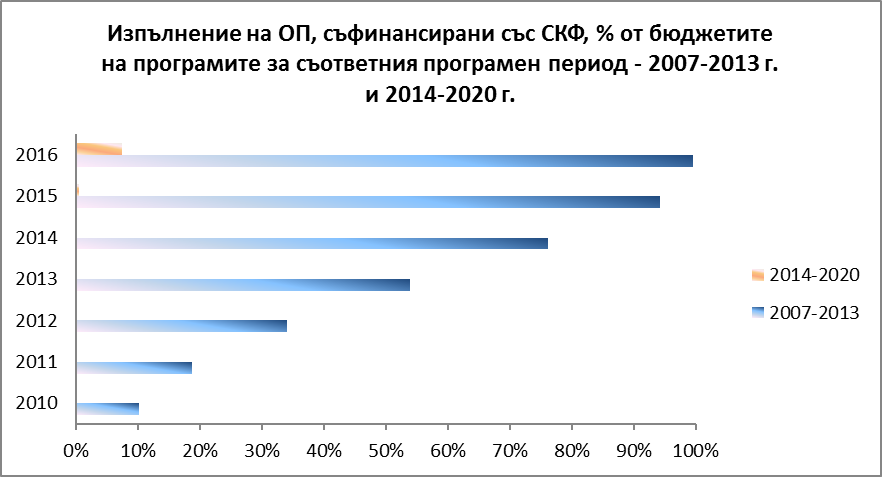 Изпълнение на ОП, съфинансирани със СКФ, % от бюджетите
на програмите за съответния програмен период - 2007-2013 г.
и 2014-2020 г.
2016
2015
2014
2013
2012
2011
2010
0% 10% 20% 30% 40% 50% 60% 70% 80% 90% 100%
2014-2020
2007-2013